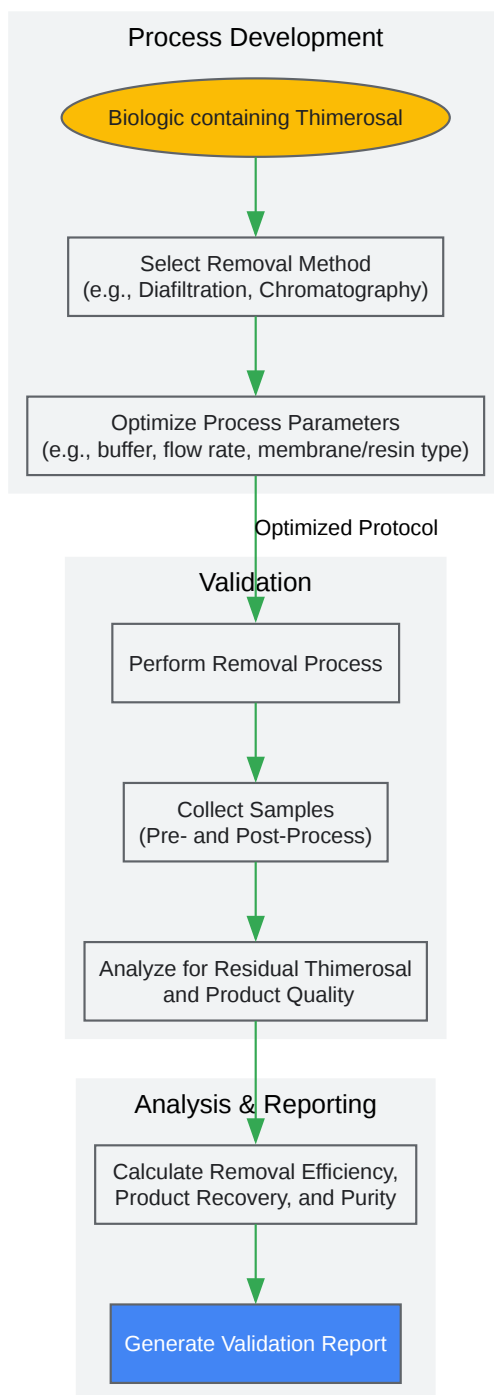 Process Development
Biologic containing Thimerosal
Select Removal Method
(e.g., Diafiltration, Chromatography)
Optimize Process Parameters
(e.g., buffer, flow rate, membrane/resin type)
Optimized Protocol
Validation
Perform Removal Process
Collect Samples
(Pre- and Post-Process)
Analyze for Residual Thimerosal
and Product Quality
Analysis & Reporting
Calculate Removal Efficiency,
Product Recovery, and Purity
Generate Validation Report